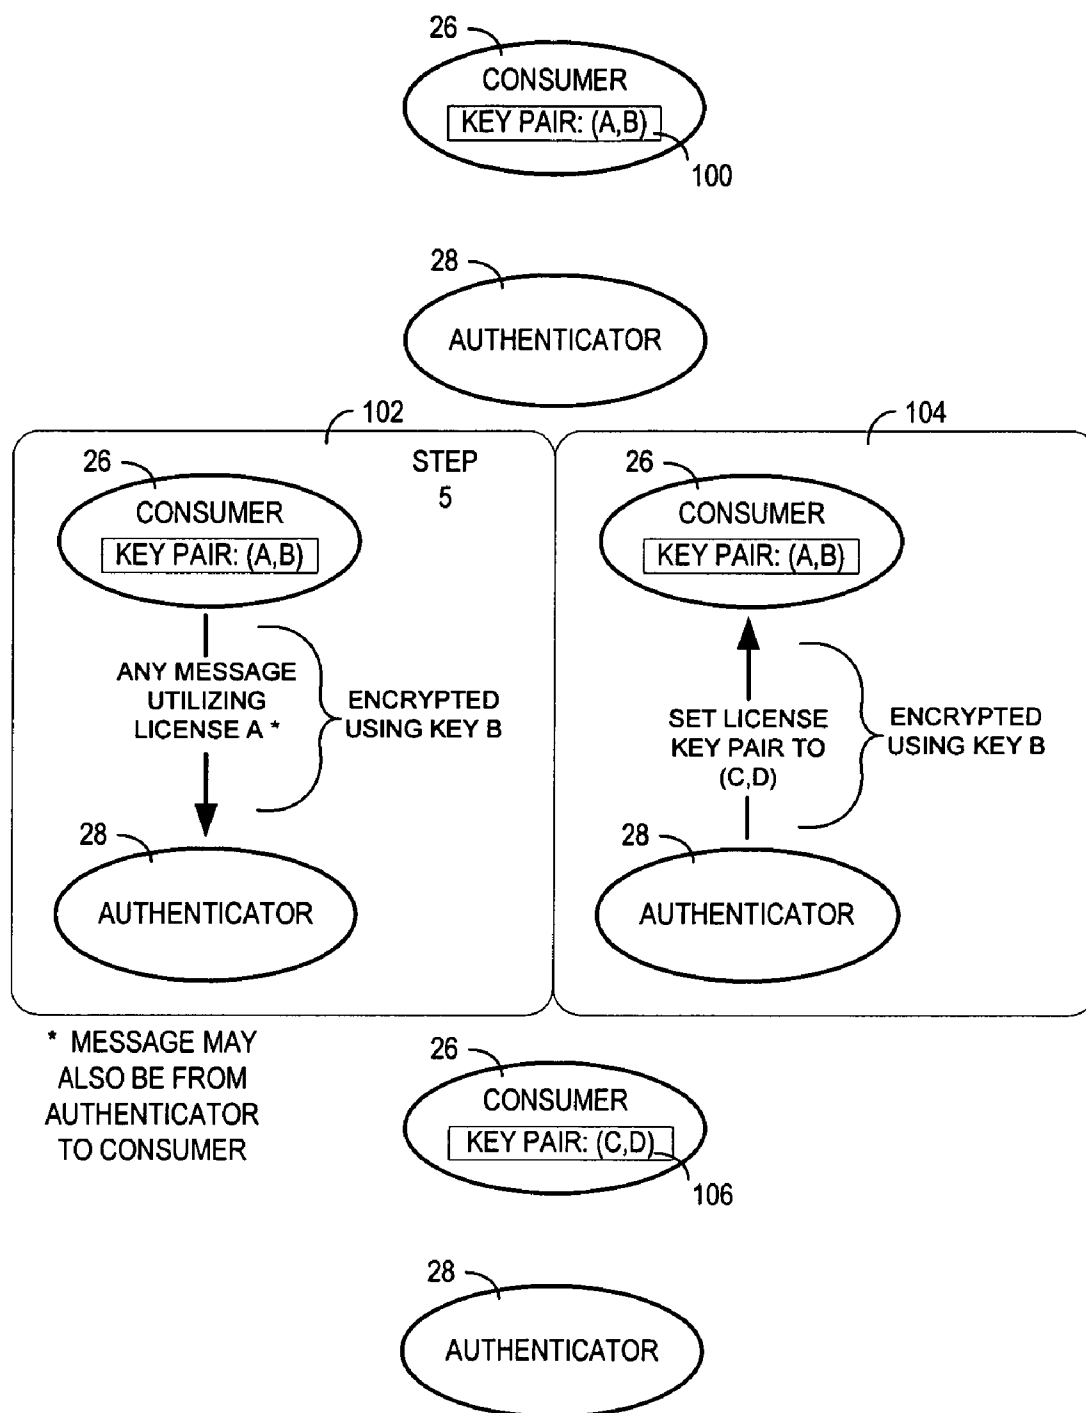 26
CONSUMER
KEY PAIR: (A,B)
100
28
AUTHENTICATOR
102
26
STEP
5
CONSUMER
KEY PAIR: (A,B)
ANY MESSAGE
UTILIZING
LICENSE A *
ENCRYPTED
USING KEY B
28
AUTHENTICATOR
104
26
CONSUMER
KEY PAIR: (A,B)
SET LICENSE
KEY PAIR TO
(C,D)
ENCRYPTED
USING KEY B
28
AUTHENTICATOR
* MESSAGE MAY
ALSO BE FROM
AUTHENTICATOR
TO CONSUMER
26
CONSUMER
KEY PAIR: (C,D)
106
28
AUTHENTICATOR